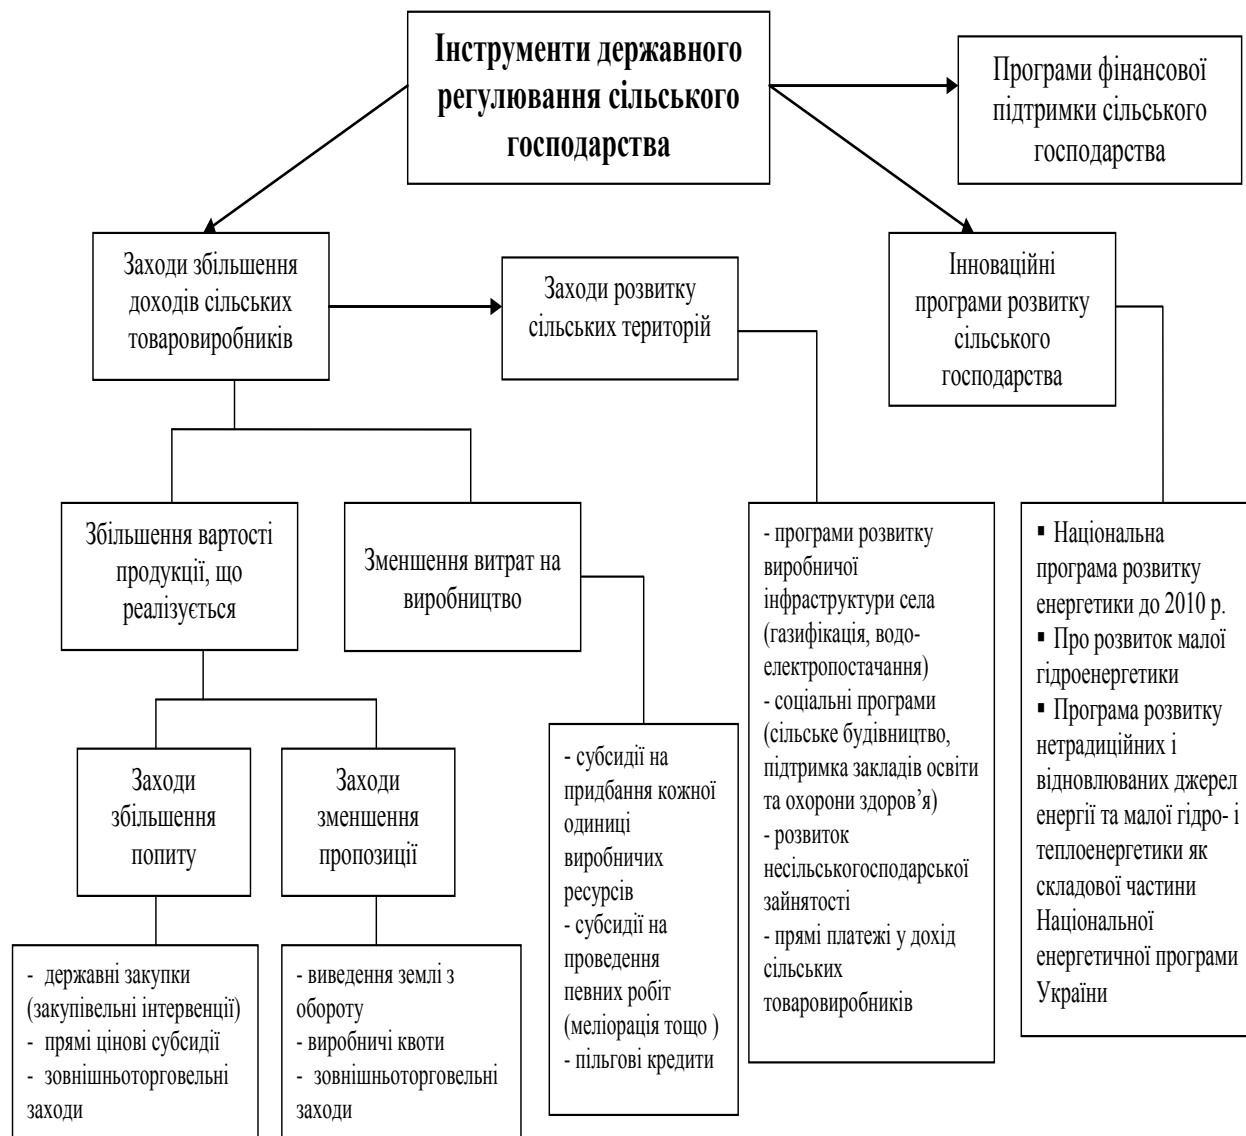 Інструменти державного
регулювання сільського
господарства
Програми фінансової
підтримки сільського
господарства
Заходи збільшення
доходів сільських
товаровиробників
Заходи розвитку
сільських територій
Інноваційні
програми розвитку
сільського
господарства
Збільшення вартості
продукції, що
реалізується
Зменшення витрат на
виробництво
Заходи
збільшення
попиту
Заходи
зменшення
пропозиції
- державні закупки
(закупівельні інтервенції)
- прямі цінові субсидії
- зовнішньоторговельні
заходи
- виведення землі з
обороту
- виробничі квоти
- зовнішньоторговельні
заходи
- субсидії на
придбання кожної
одиниці
виробничих
ресурсів
- субсидії на
проведення
певних робіт
(меліорація тощо )
- пільгові кредити
- програми розвитку
виробничої
інфраструктури села
(газифікація, водо-
електропостачання)
- соціальні програми
(сільське будівництво,
підтримка закладів освіти
та охорони здоров’я)
- розвиток
несільськогосподарської
зайнятості
- прямі платежі у дохід
сільських
товаровиробників
▪ Національна
програма розвитку
енергетики до 2010 р.
▪ Про розвиток малої
гідроенергетики
▪ Програма розвитку
нетрадиційних і
відновлюваних джерел
енергії та малої гідро- і
теплоенергетики як
складової частини
Національної
енергетичної програми
України